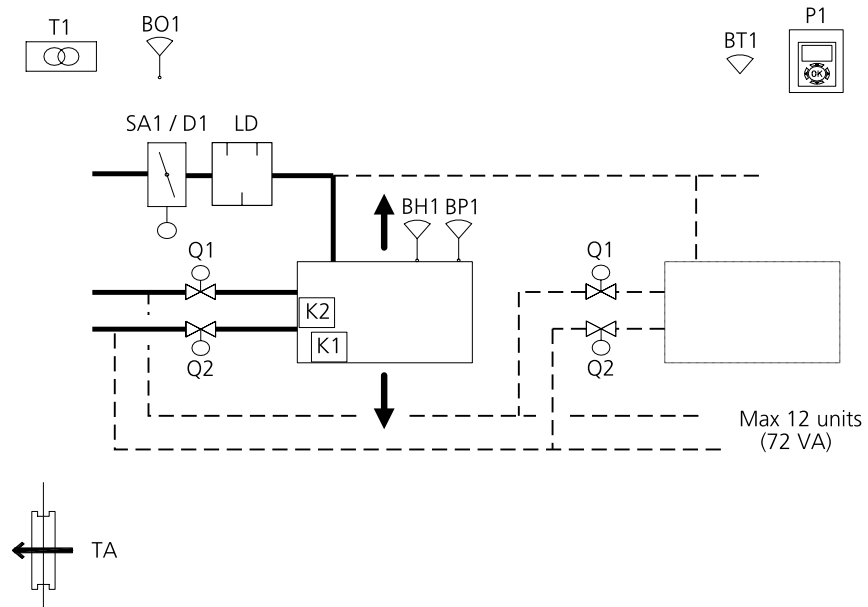 T1
BO1
BT1
P1
OK
SA1 / D1
LD
BH1
BP1
Q1
Q1
K2
K1
Q2
Q2
Max 12 units
(72 VA)
TA